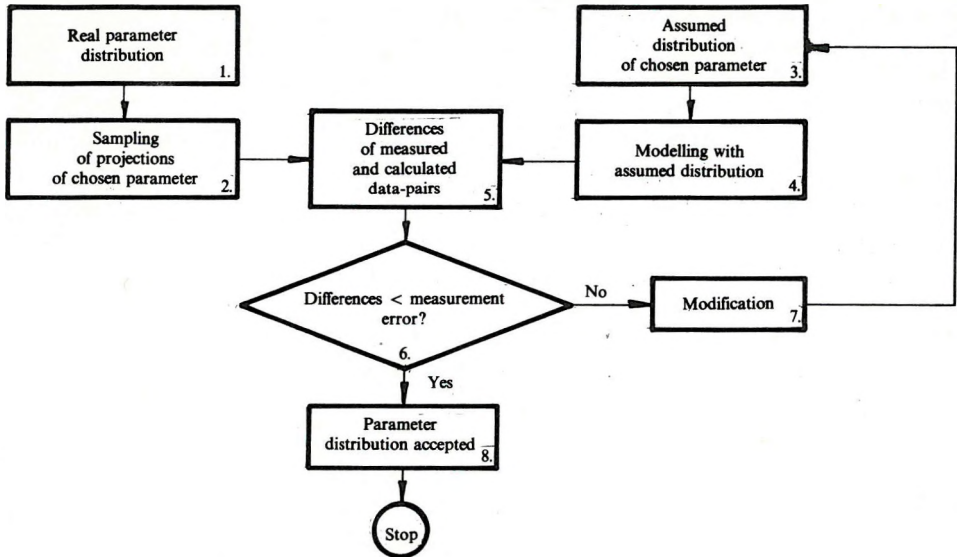 Real parameter
distribution
1.
Sampling
of projections
of chosen parameter
2.
Assumed
distribution
of chosen parameter
3.
Modelling with
assumed distribution
4.
Differences
of measured
and calculated
data-pairs
5.
Differences < measurement
error?
6.
No
Modification
7.
Yes
Parameter
distribution accepted
8.
Stop